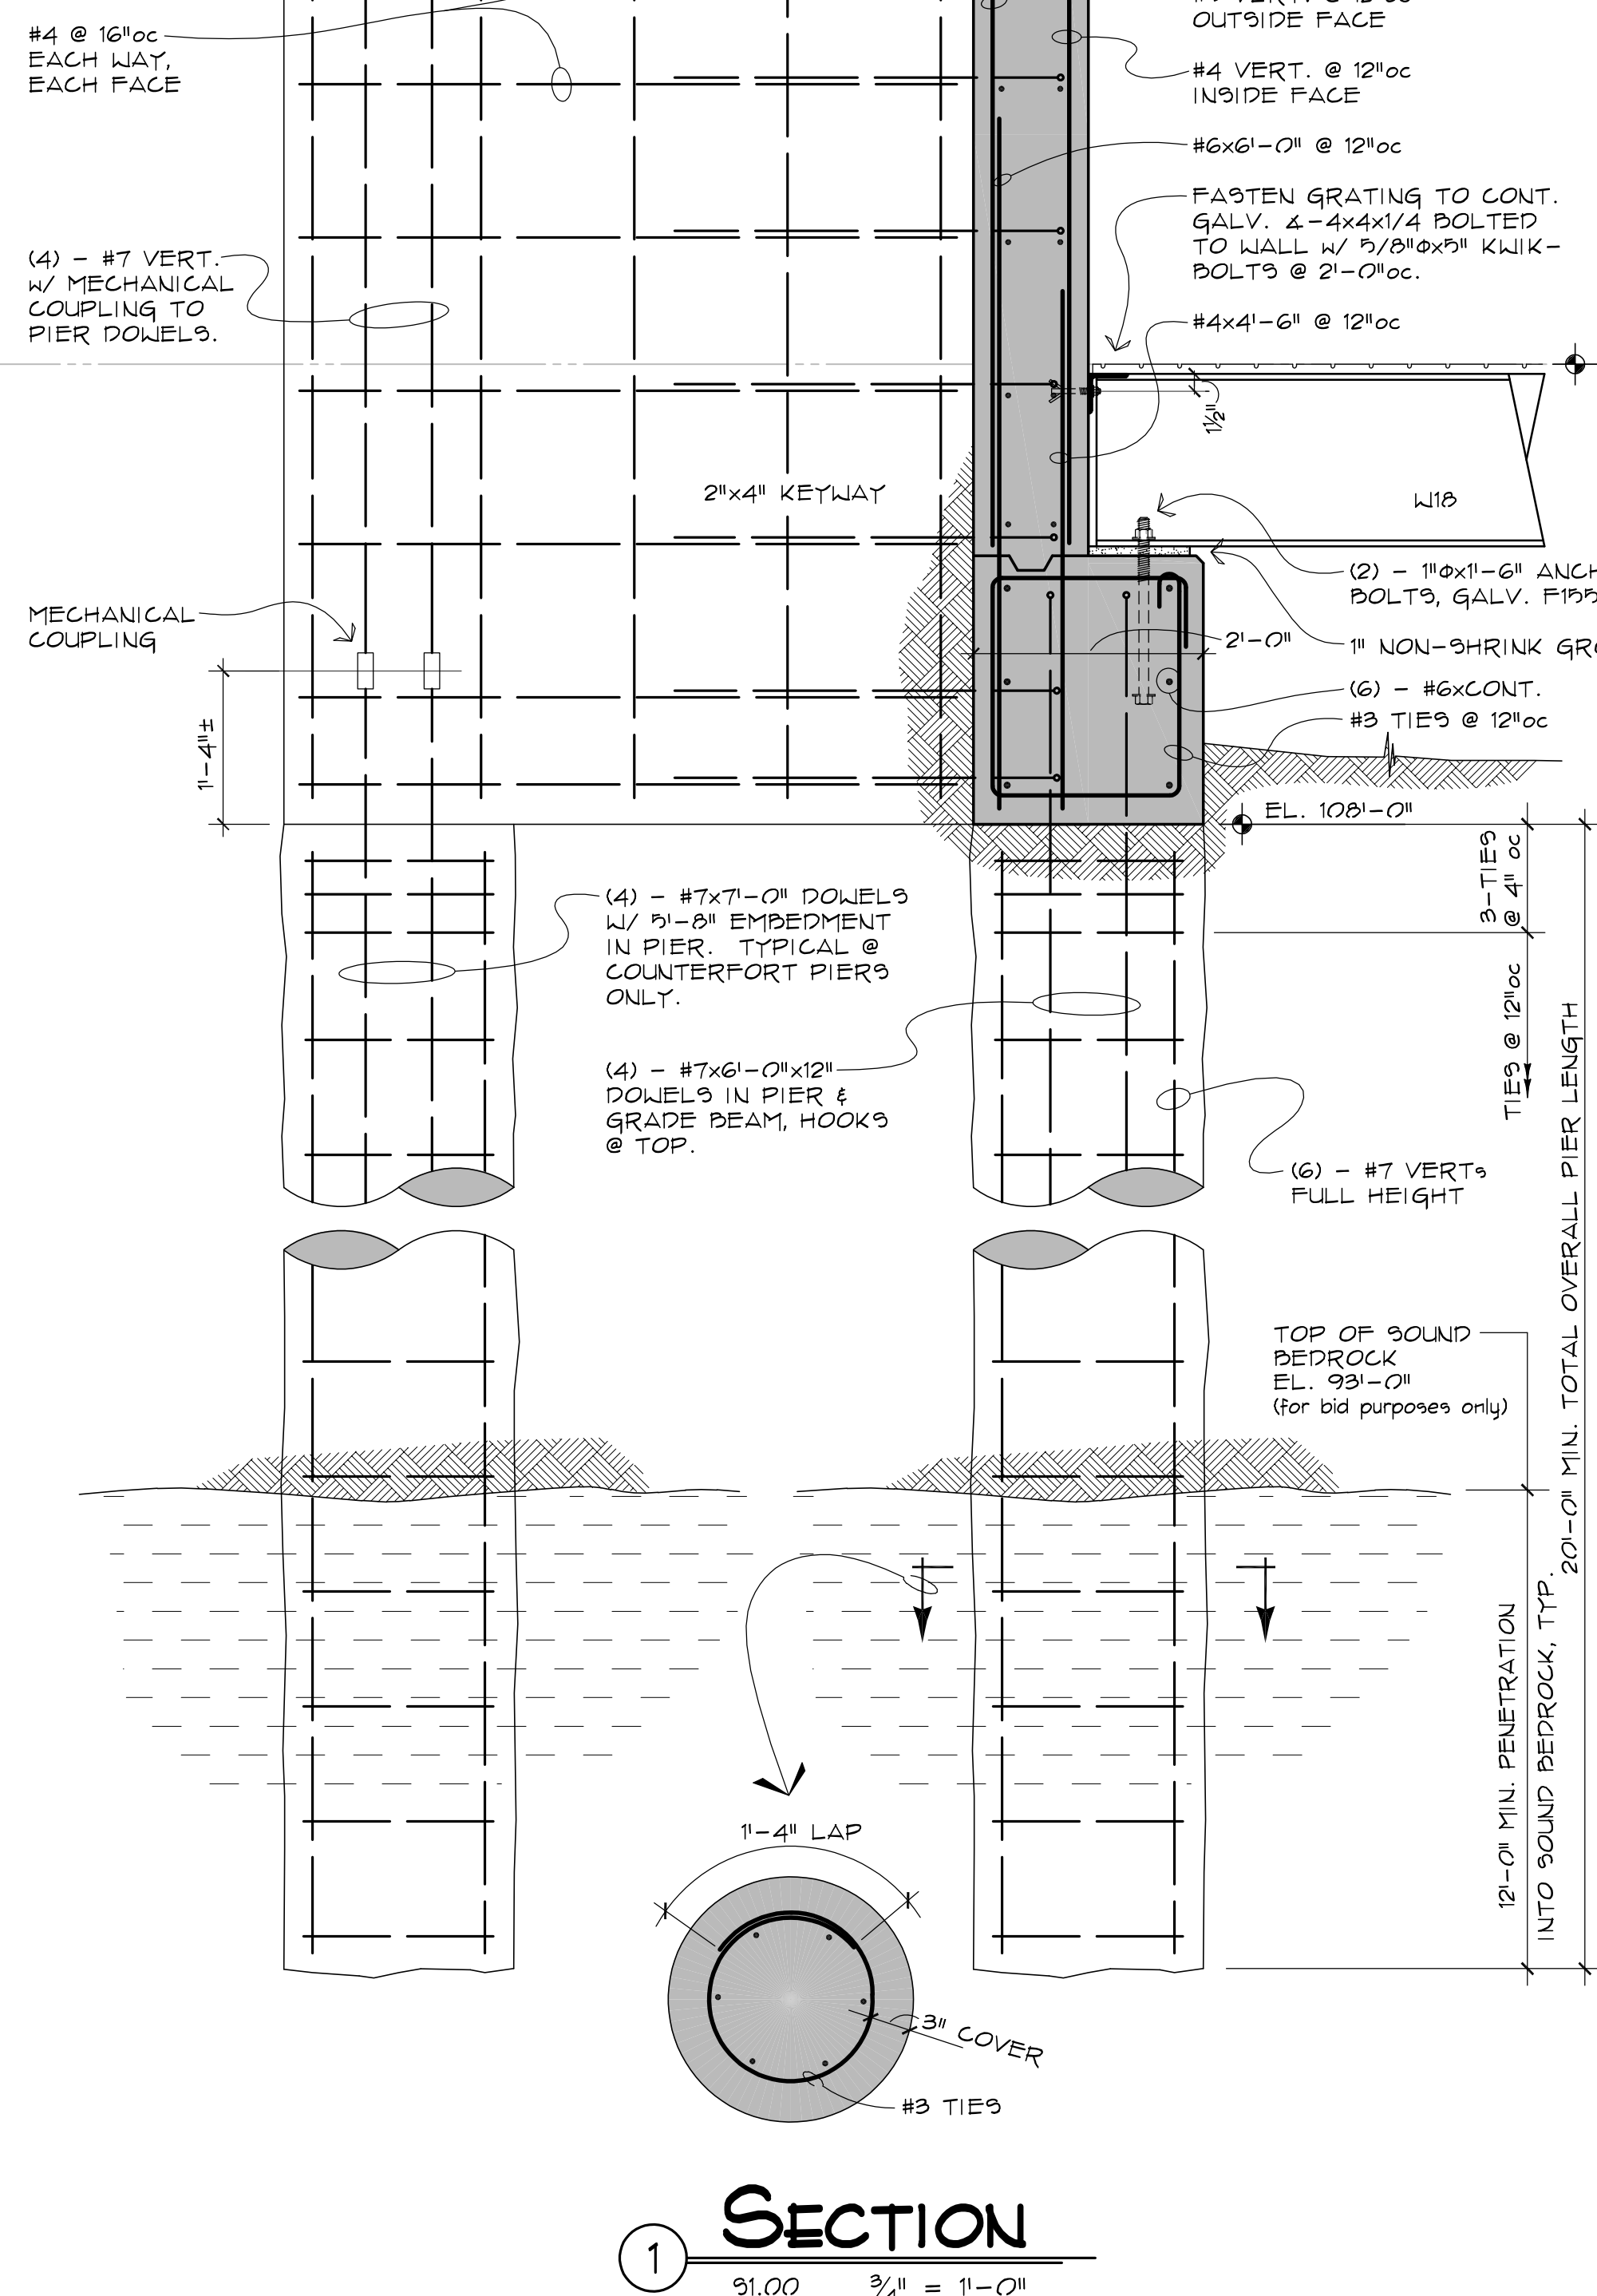 #4 @ 16"oc
EACH WAY,
EACH FACE
(4) - #7 VERT.
w/ MECHANICAL
COUPLING TO
PIER DOWELS.
MECHANICAL
COUPLING
1'-4"±
2"x4" KEYWAY
OUTSIDE FACE
#4 VERT. @ 12"oc
INSIDE FACE
#6x6'-0" @ 12"oc
FASTEN GRATING TO CONT.
GALV. ∡-4x4x1/4 BOLTED
TO WALL w/ 5/8"Φx5" KWIK-
BOLTS @ 2'-0"oc.
#4x4'-6" @ 12"oc
1½"
W18
(2) - 1"Φx1'-6" ANCH
BOLTS, GALV. F155
2'-0"
1" NON-SHRINK GRO
(6) - #6xCONT.
#3 TIES @ 12"oc
EL. 108'-0"
3-TIES
@ 4" oc
TIES @ 12"oc
(4) - #7x7'-0" DOWELS
W/ 5'-8" EMBEDMENT
IN PIER. TYPICAL @
COUNTERFORT PIERS
ONLY.
(4) - #7x6'-0"x12"
DOWELS IN PIER &
GRADE BEAM, HOOKS
@ TOP.
(6) - #7 VERTs
FULL HEIGHT
20'-0" MIN. TOTAL OVERALL PIER LENGTH
TOP OF SOUND
BEDROCK
EL. 93'-0"
(for bid purposes only)
12'-0" MIN. PENETRATION
INTO SOUND BEDROCK, TYP.
1'-4" LAP
3" COVER
#3 TIES
1
SECTION
S1.00 ¾" = 1'-0"